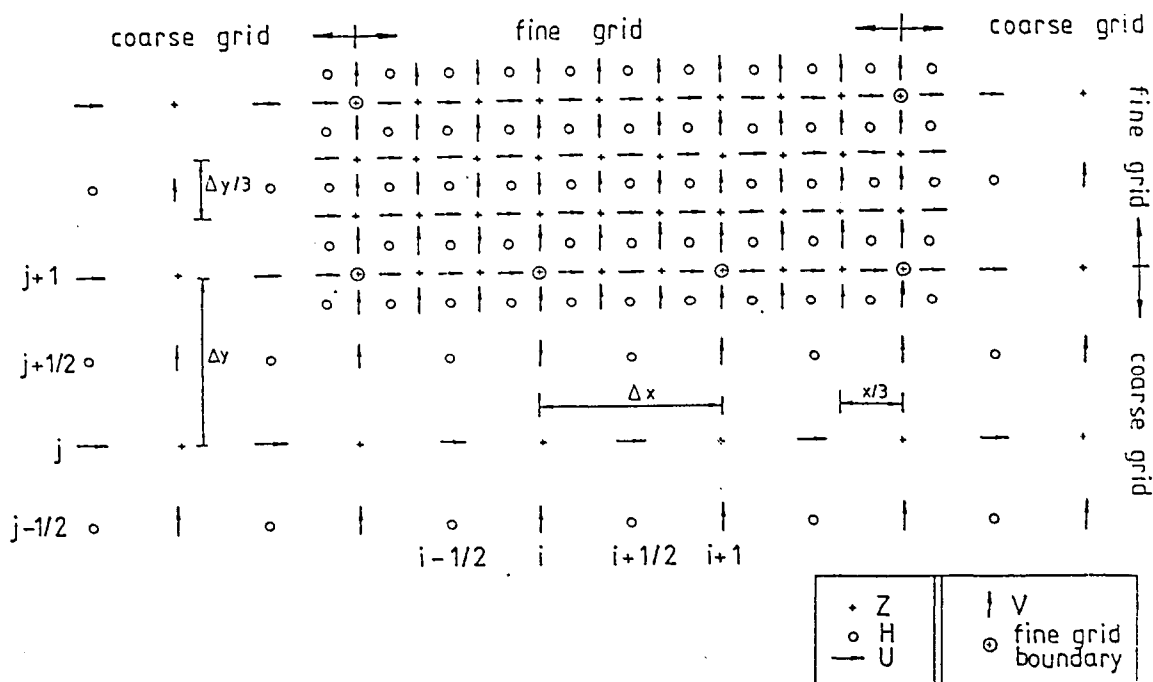 coarse grid fine grid coarse grid
fine grid
Δy/3
j+1
Δy
j+1/2
Δx x/3
coarse grid
j
j-1/2
i-1/2 i i+1/2 i+1
Z V
H fine grid
U boundary